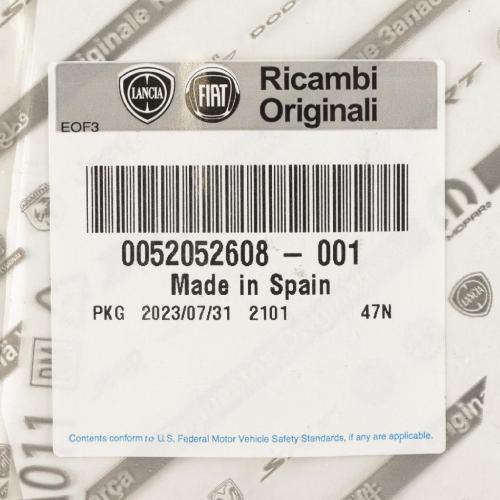 LANCIA FIAT
Ricambi
Originali
EOF3
0052052608 - 001
Made in Spain
PKG 2023/07/31 2101 47N
Contents conform to U.S. Federal Motor Vehicle Safety Standards, if any are applicable.
MOPAR